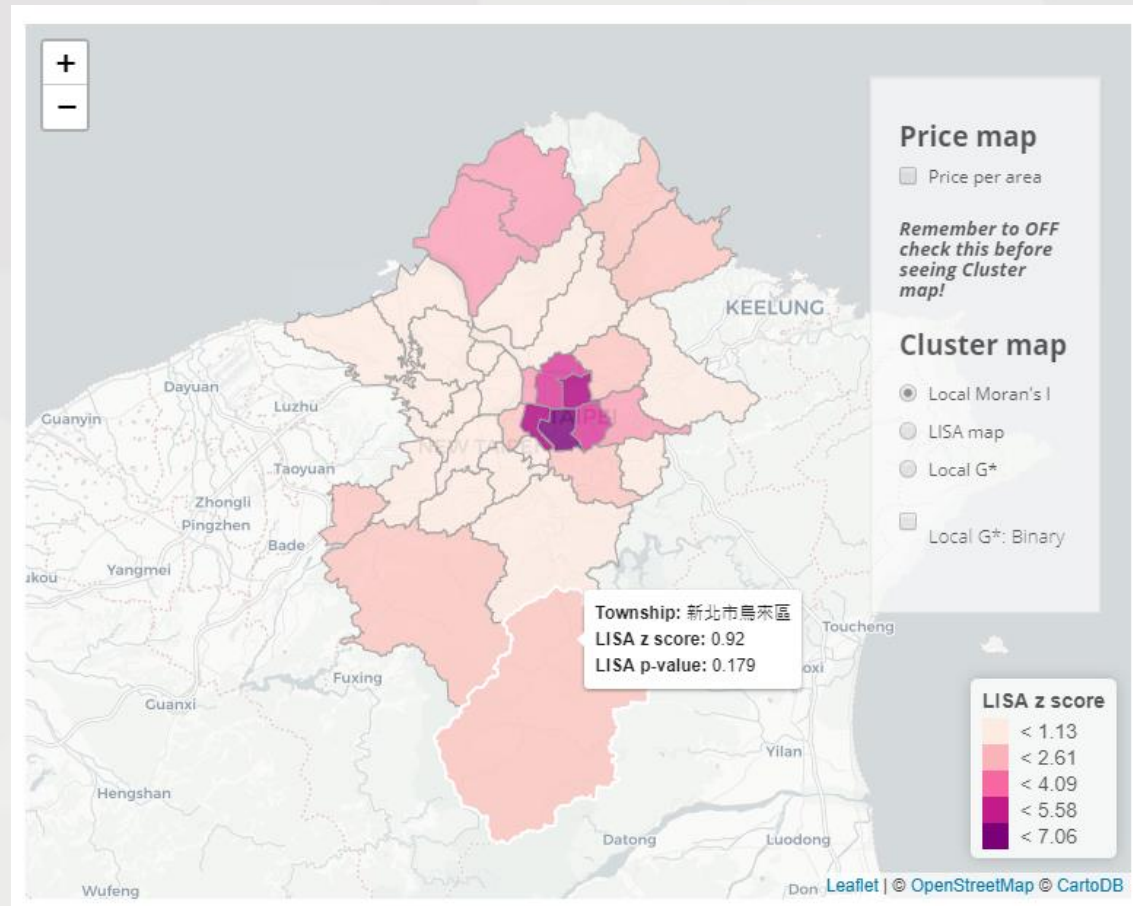 +
−
Price map
Price per area
Remember to OFF
check this before
seeing Cluster
map!
Cluster map
Local Moran's I
LISA map
Local G*
Local G*: Binary
KEELUNG
Dayuan
Guanyin
Luzhu
TAIPEI
NEW TAIPEI
Taoyuan
Zhongli
Pingzhen
Bade
Yangmei
ukou
Township: 新北市烏來區
LISA z score: 0.92
LISA p-value: 0.179
Toucheng
oxi
Fuxing
Guanxi
Yilan
Hengshan
Datong
Luodong
Wufeng
Don
LISA z score
< 1.13
< 2.61
< 4.09
< 5.58
< 7.06
Leaflet | © OpenStreetMap © CartoDB